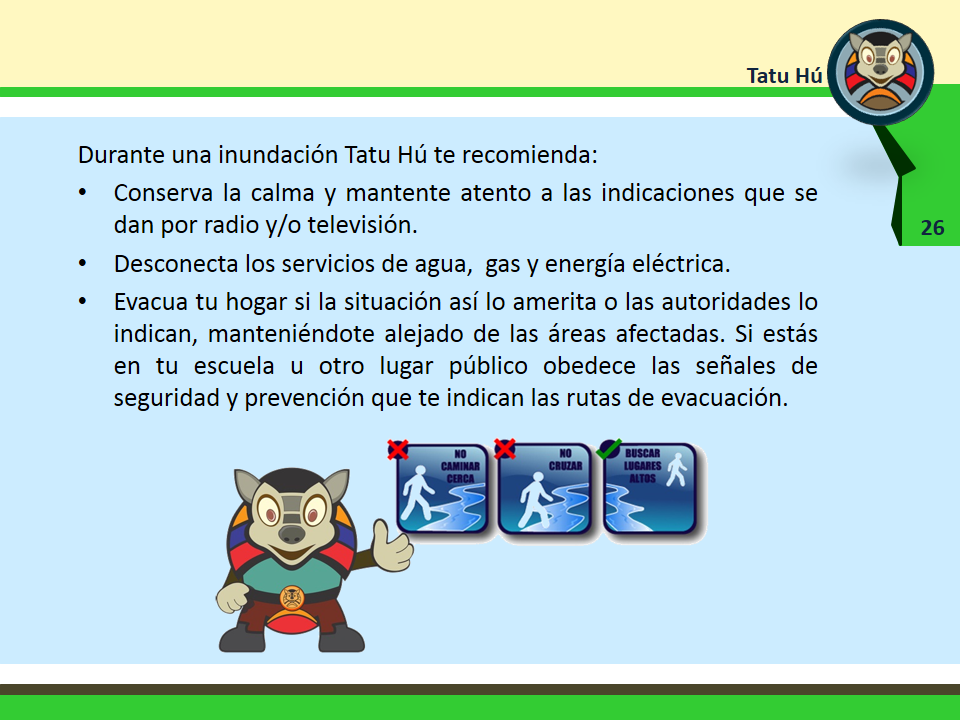 Tatu Hú
26
Durante una inundación Tatu Hú te recomienda:
• Conserva la calma y mantente atento a las indicaciones que se
dan por radio y/o televisión.
• Desconecta los servicios de agua,  gas y energía eléctrica.
• Evacua tu hogar si la situación así lo amerita o las autoridades lo
indican, manteniéndote alejado de las áreas afectadas. Si estás
en tu escuela u otro lugar público obedece las señales de
seguridad y prevención que te indican las rutas de evacuación.
NO
CAMINAR
CERCA
NO
CRUZAR
BUSCAR
LUGARES
ALTOS